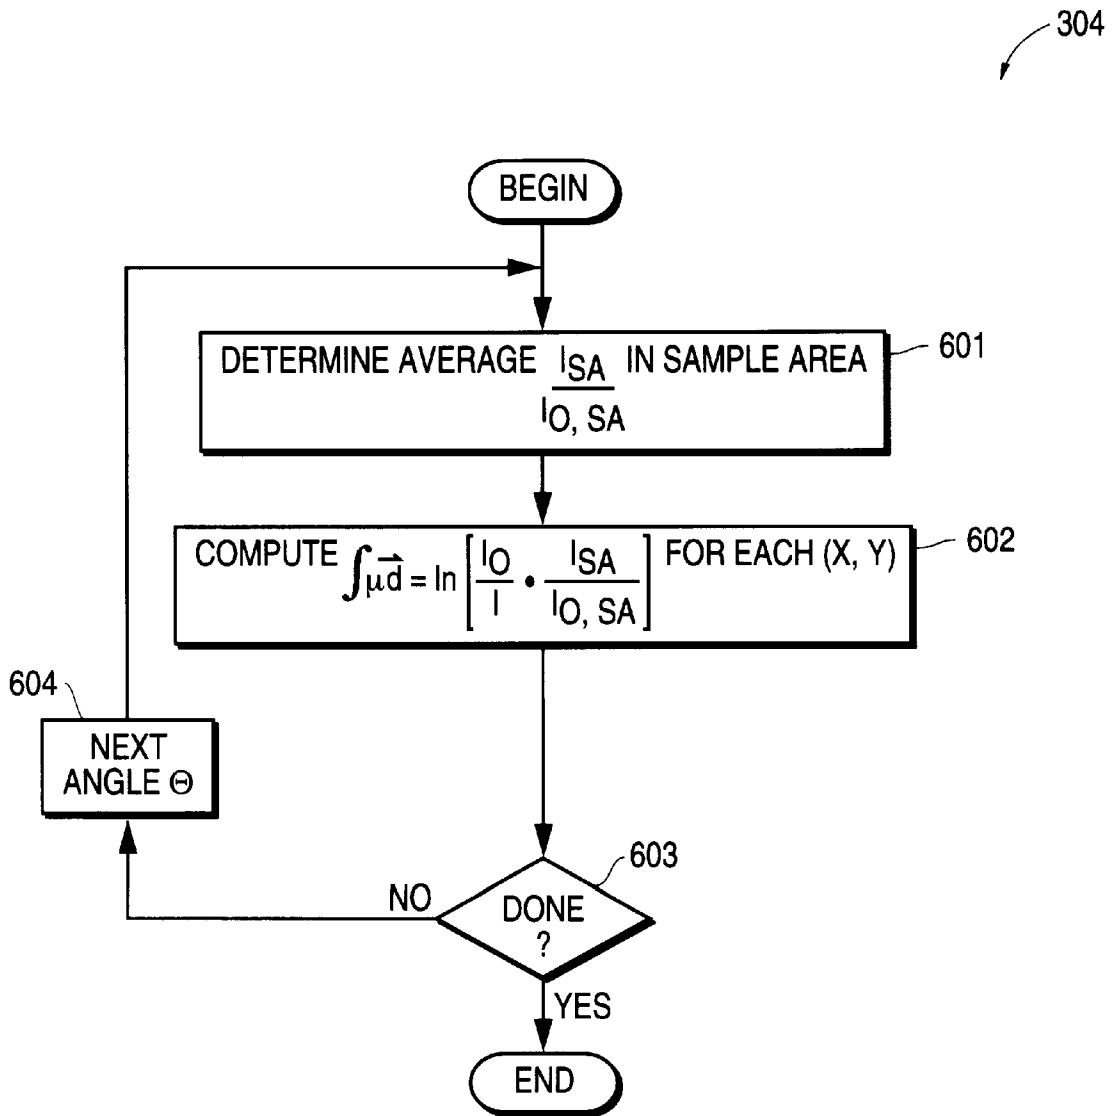 304
BEGIN
DETERMINE AVERAGE I_SA / I_O, SA IN SAMPLE AREA
601
COMPUTE ∫μd⃗ = ln [ I_O / I • I_SA / I_O, SA ] FOR EACH (X, Y)
602
604
NEXT
ANGLE Θ
603
NO
DONE
?
YES
END